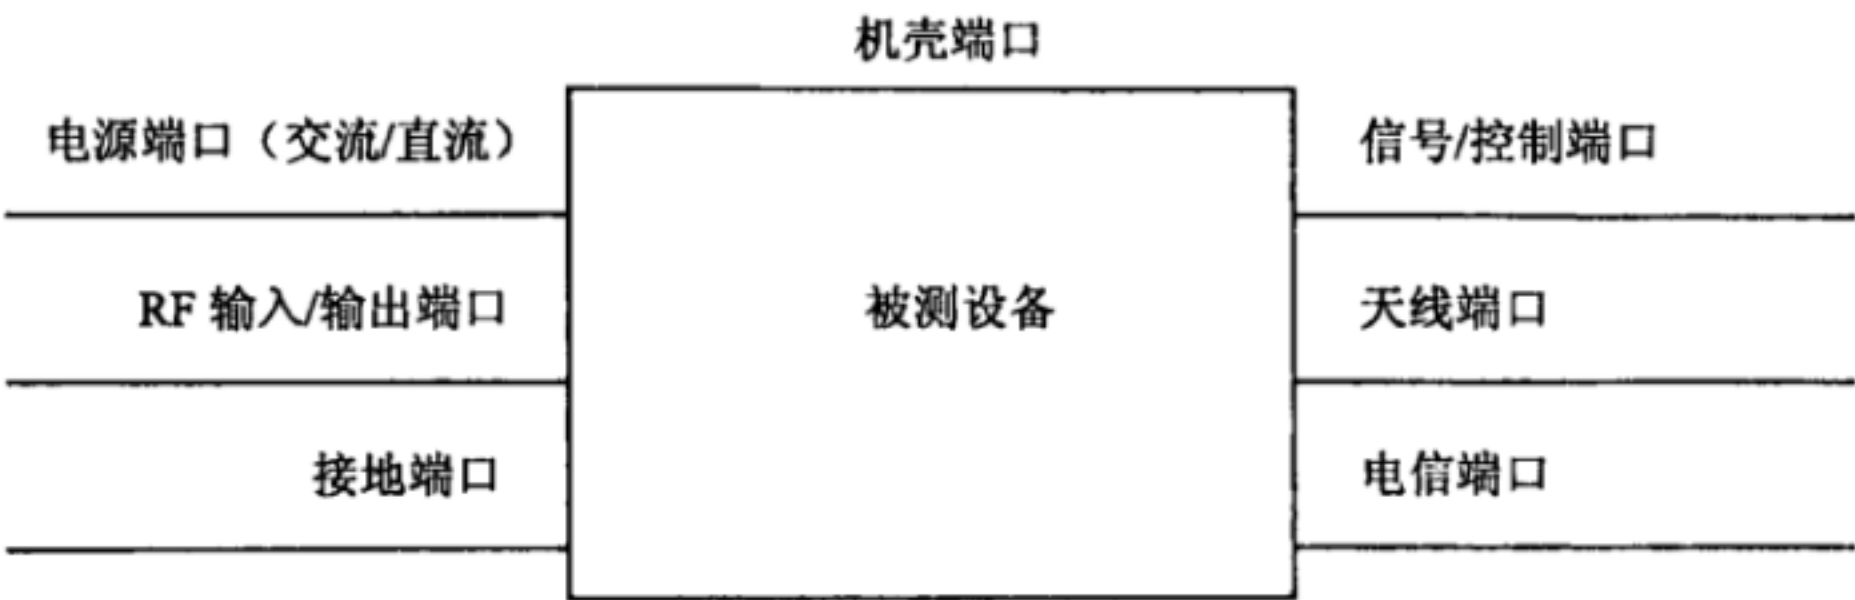 机壳端口
电源端口（交流/直流）
信号/控制端口
RF 输入/输出端口
被测设备
天线端口
接地端口
电信端口